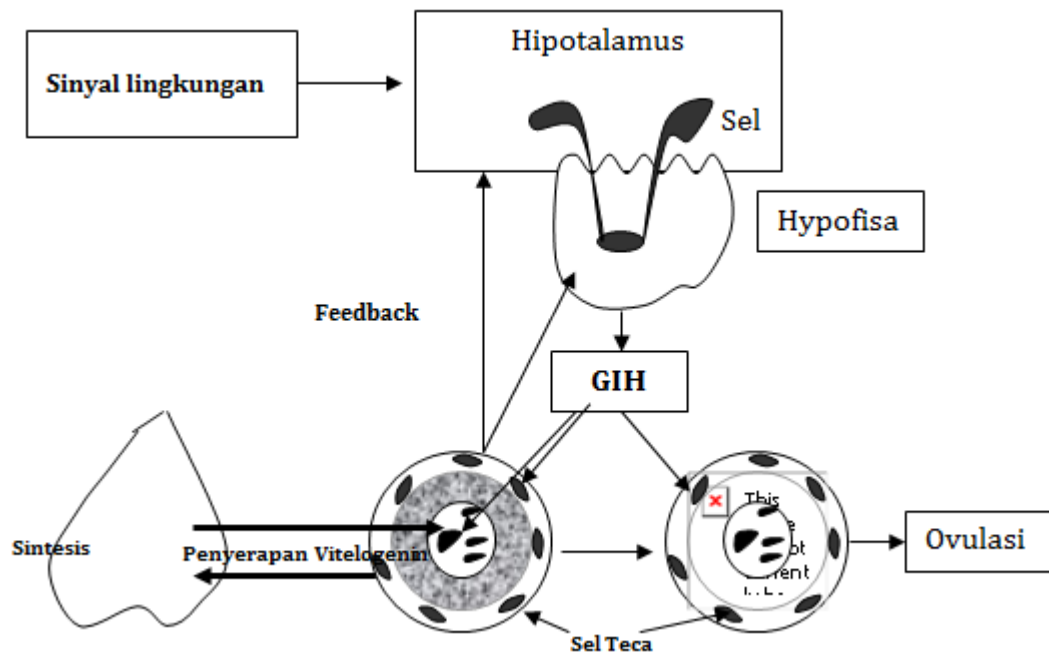 Hipotalamus
Sinyal lingkungan
Sel
Hypofisa
Feedback
GIH
This
Sintesis
Penyerapan Vitelogenin
Ovulasi
Sel Teca